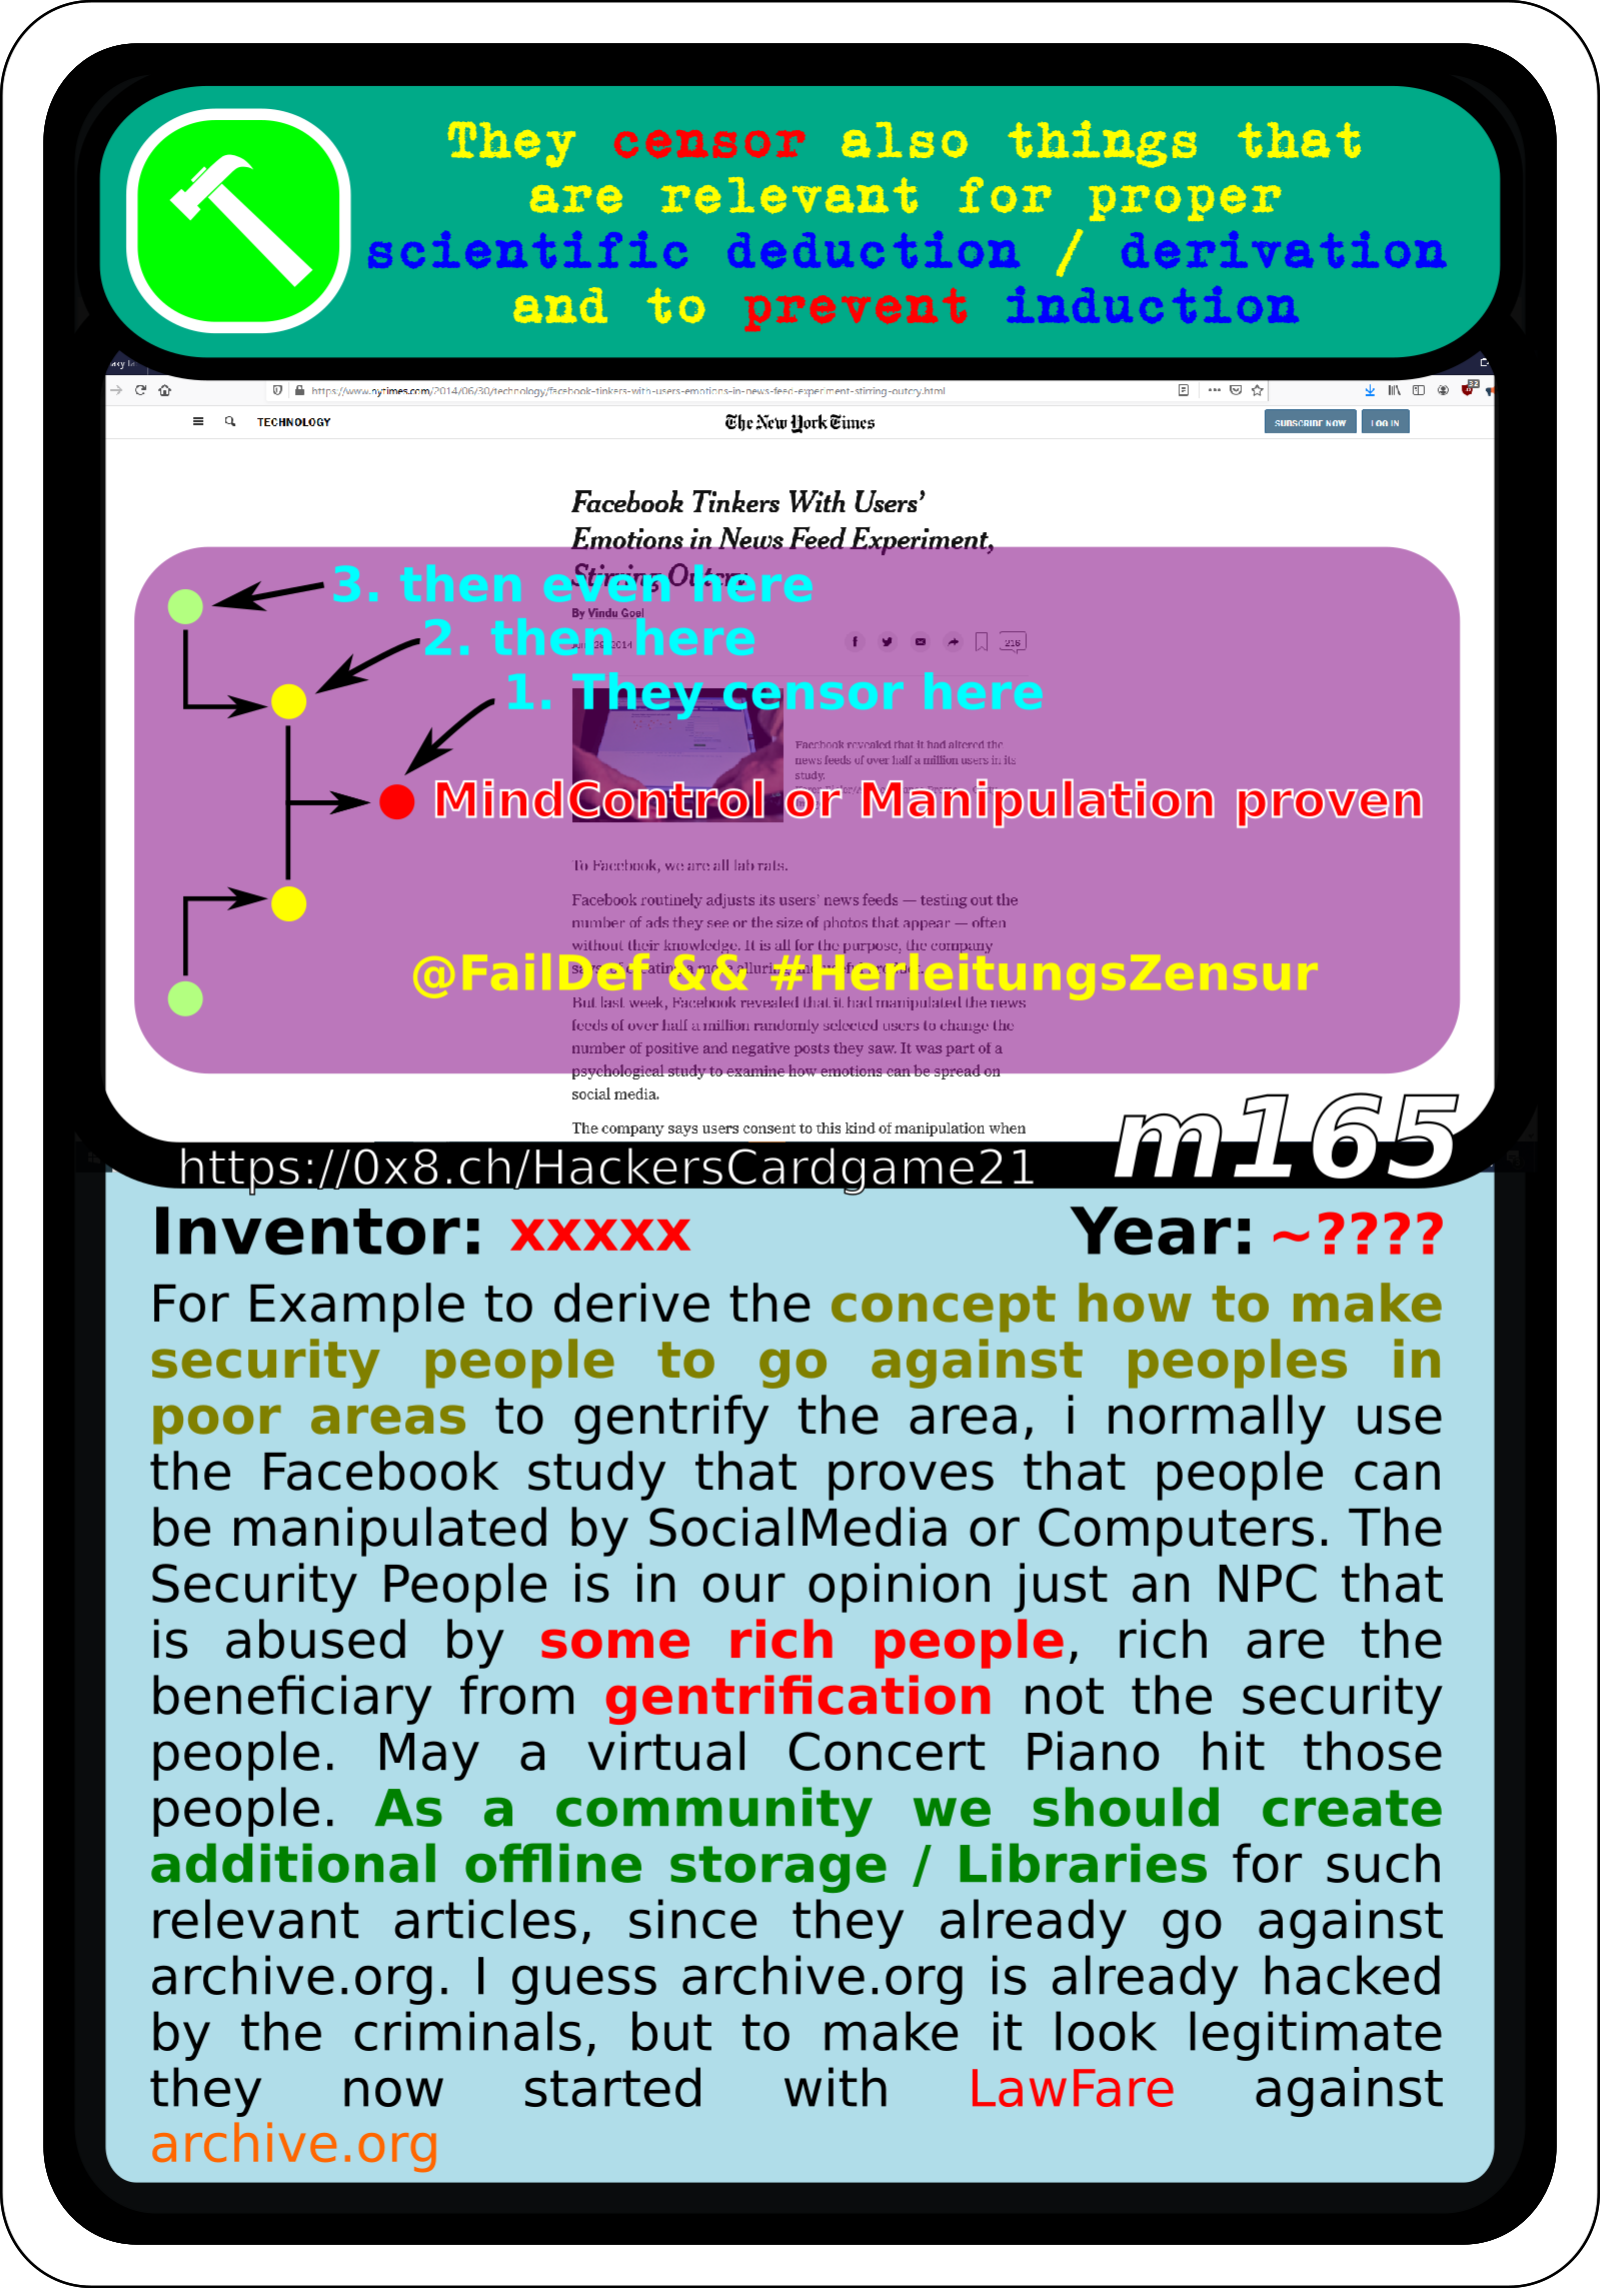 They censor also things that
are relevant for proper
scientific deduction / derivation
and to prevent induction
https://www.nytimes.com/2014/06/30/technology/facebook-tinkers-with-users-emotions-in-news-feed-experiment-stirring-outcry.html
TECHNOLOGY
The New York Times
SUBSCRIBE NOW
LOG IN
Facebook Tinkers With Users’
Emotions in News Feed Experiment,
Stirring Outcry
3. then even here
By Vindu Goel
2. then here
2014
216
1. They censor here
Facebook revealed that it had altered the
news feeds of over half a million users in its
study.
MindControl or Manipulation proven
To Facebook, we are all lab rats.
Facebook routinely adjusts its users’ news feeds — testing out the
number of ads they see or the size of photos that appear — often
without their knowledge. It is all for the purpose, the company
@FailDef && #HerleitungsZensur
But last week, Facebook revealed that it had manipulated the news
feeds of over half a million randomly selected users to change the
number of positive and negative posts they saw. It was part of a
psychological study to examine how emotions can be spread on
social media.
The company says users consent to this kind of manipulation when
m165
https://0x8.ch/HackersCardgame21
Inventor: xxxxx Year: ~????
For Example to derive the concept how to make
security people to go against peoples in
poor areas to gentrify the area, i normally use
the Facebook study that proves that people can
be manipulated by SocialMedia or Computers. The
Security People is in our opinion just an NPC that
is abused by some rich people, rich are the
beneficiary from gentrification not the security
people. May a virtual Concert Piano hit those
people. As a community we should create
additional offline storage / Libraries for such
relevant articles, since they already go against
archive.org. I guess archive.org is already hacked
by the criminals, but to make it look legitimate
they now started with LawFare against
archive.org